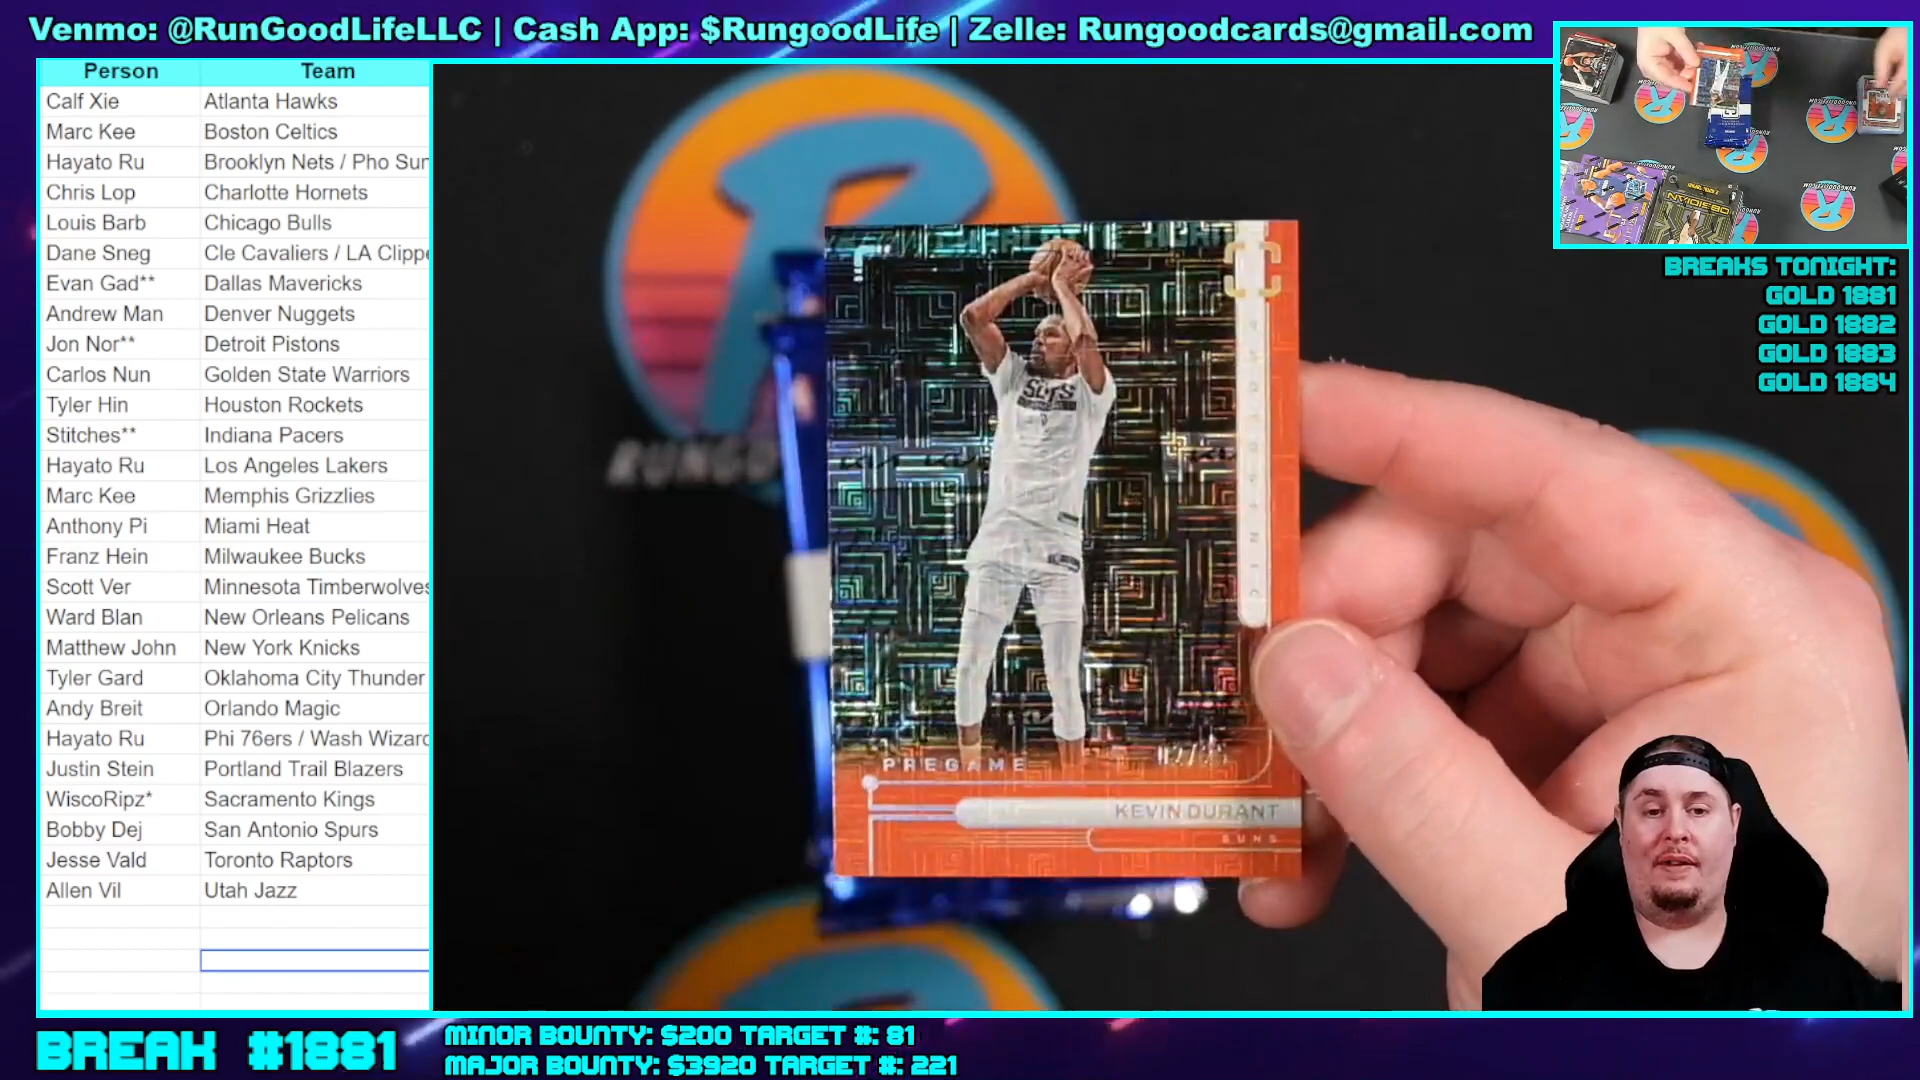 Venmo: @RunGoodLifeLLC | Cash App: $RungoodLife | Zelle: Rungoodcards@gmail.com
Person Team
Calf Xie Atlanta Hawks
Marc Kee Boston Celtics
Hayato Ru Brooklyn Nets / Pho Sun
Chris Lop Charlotte Hornets
Louis Barb Chicago Bulls
Dane Sneg Cle Cavaliers / LA Clippe
Evan Gad** Dallas Mavericks
Andrew Man Denver Nuggets
Jon Nor** Detroit Pistons
Carlos Nun Golden State Warriors
Tyler Hin Houston Rockets
Stitches** Indiana Pacers
Hayato Ru Los Angeles Lakers
Marc Kee Memphis Grizzlies
Anthony Pi Miami Heat
Franz Hein Milwaukee Bucks
Scott Ver Minnesota Timberwolves
Ward Blan New Orleans Pelicans
Matthew John New York Knicks
Tyler Gard Oklahoma City Thunder
Andy Breit Orlando Magic
Hayato Ru Phi 76ers / Wash Wizard
Justin Stein Portland Trail Blazers
WiscoRipz* Sacramento Kings
Bobby Dej San Antonio Spurs
Jesse Vald Toronto Raptors
Allen Vil Utah Jazz
RUNGO
SUNS
PHOTOGENIC
PREGAME
KEVIN DURANT
SUNS
OBSIDIAN
BREAKS TONIGHT:
GOLD 1881
GOLD 1882
GOLD 1883
GOLD 1884
BREAK #1881
MINOR BOUNTY: $200 TARGET #: 81
MAJOR BOUNTY: $3920 TARGET #: 221